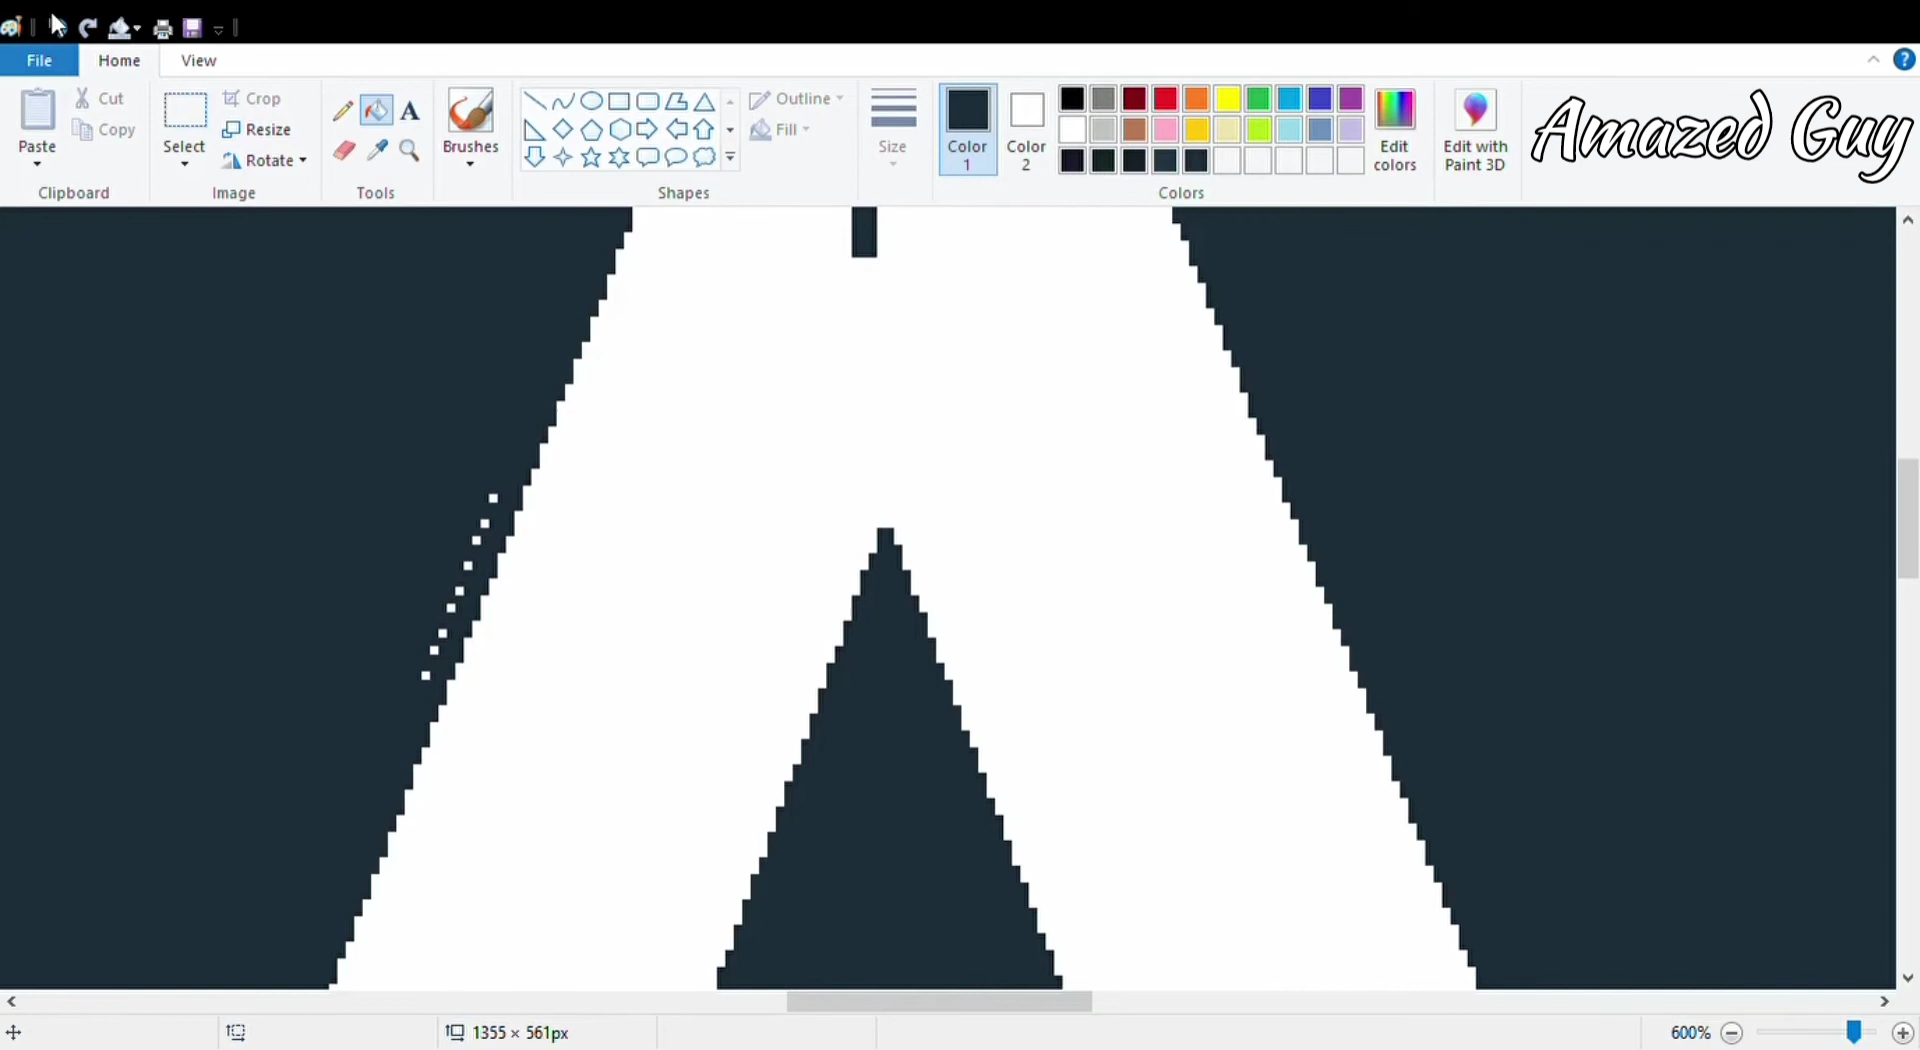 File Home View
Paste Cut Copy Clipboard
Select Crop Resize Rotate Image
A
Tools
Brushes
Shapes
Outline Fill
Size
Color 1
Color 2
Colors
Edit colors
Edit with Paint 3D
Amazed Guy
1355 × 561px
600%